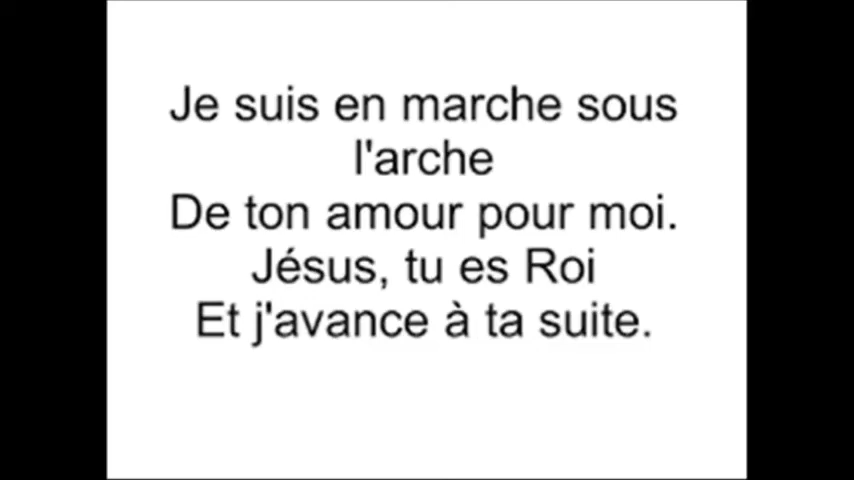 Je suis en marche sous
l'arche
De ton amour pour moi.
Jésus, tu es Roi
Et j'avance à ta suite.